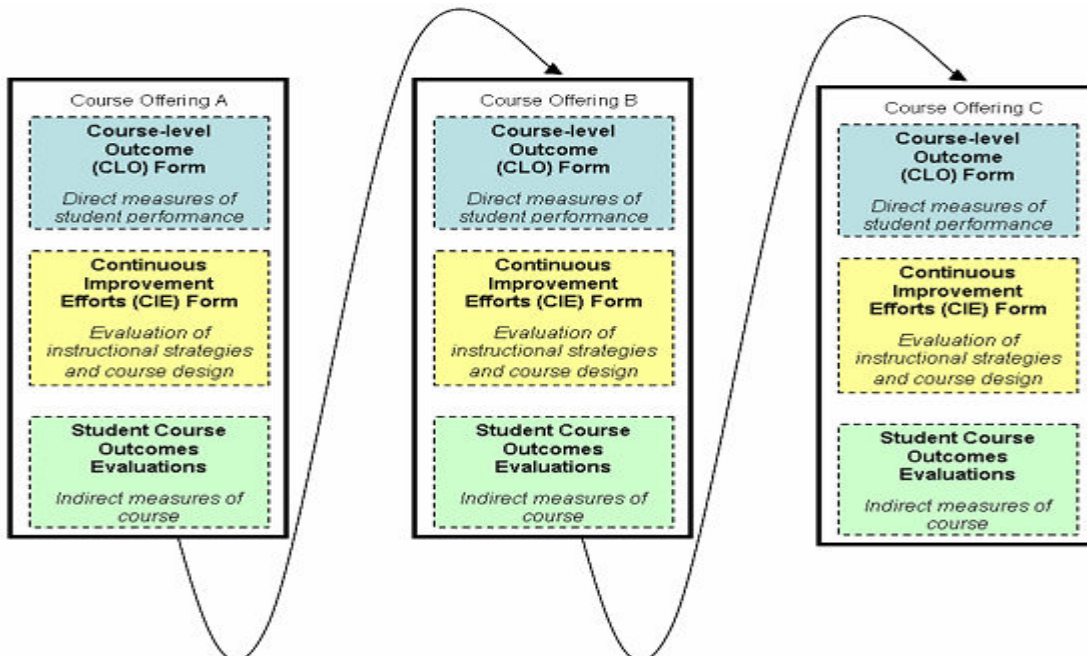 Course Offering A
Course-level
Outcome
(CLO) Form
Direct measures of
student performance
Continuous
Improvement
Efforts (CIE) Form
Evaluation of
instructional strategies
and course design
Student Course
Outcomes
Evaluations
Indirect measures of
course
Course Offering B
Course-level
Outcome
(CLO) Form
Direct measures of
student performance
Continuous
Improvement
Efforts (CIE) Form
Evaluation of
instructional strategies
and course design
Student Course
Outcomes
Evaluations
Indirect measures of
course
Course Offering C
Course-level
Outcome
(CLO) Form
Direct measures of
student performance
Continuous
Improvement
Efforts (CIE) Form
Evaluation of
instructional strategies
and course design
Student Course
Outcomes
Evaluations
Indirect measures of
course